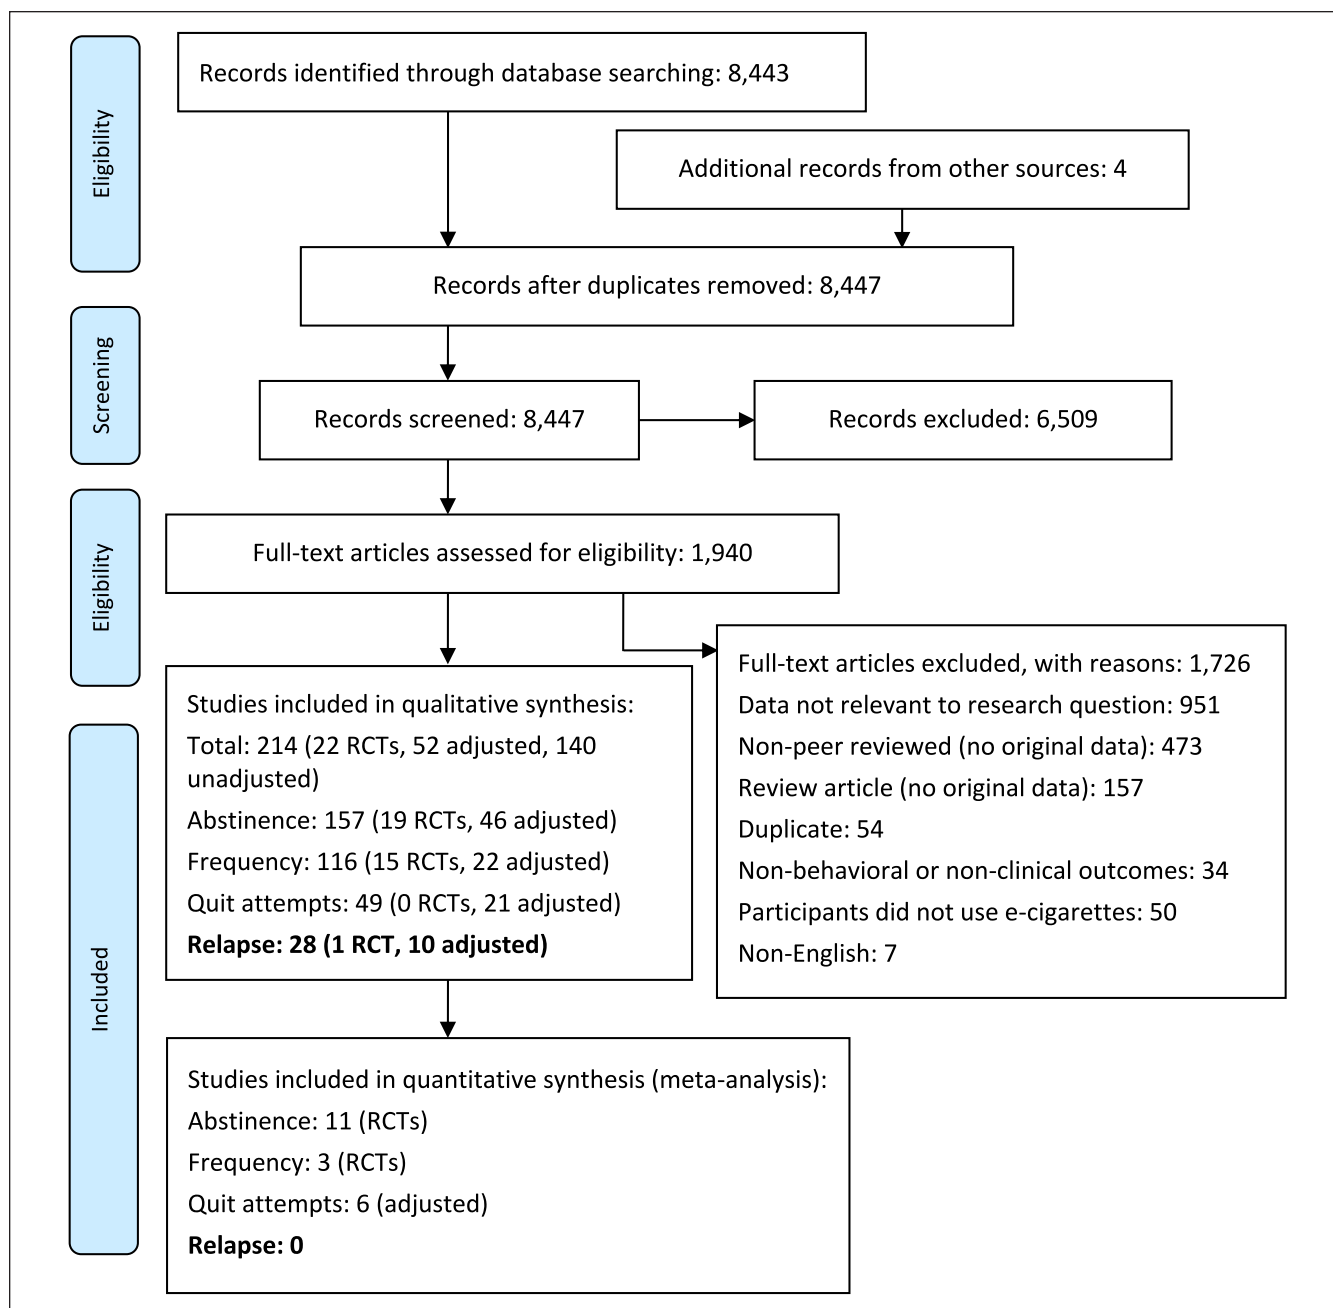 Eligibility
Records identified through database searching: 8,443
Additional records from other sources: 4
Records after duplicates removed: 8,447
Screening
Records screened: 8,447
Records excluded: 6,509
Eligibility
Full-text articles assessed for eligibility: 1,940
Full-text articles excluded, with reasons: 1,726
Data not relevant to research question: 951
Non-peer reviewed (no original data): 473
Review article (no original data): 157
Duplicate: 54
Non-behavioral or non-clinical outcomes: 34
Participants did not use e-cigarettes: 50
Non-English: 7
Included
Studies included in qualitative synthesis:
Total: 214 (22 RCTs, 52 adjusted, 140
unadjusted)
Abstinence: 157 (19 RCTs, 46 adjusted)
Frequency: 116 (15 RCTs, 22 adjusted)
Quit attempts: 49 (0 RCTs, 21 adjusted)
Relapse: 28 (1 RCT, 10 adjusted)
Studies included in quantitative synthesis (meta-analysis):
Abstinence: 11 (RCTs)
Frequency: 3 (RCTs)
Quit attempts: 6 (adjusted)
Relapse: 0